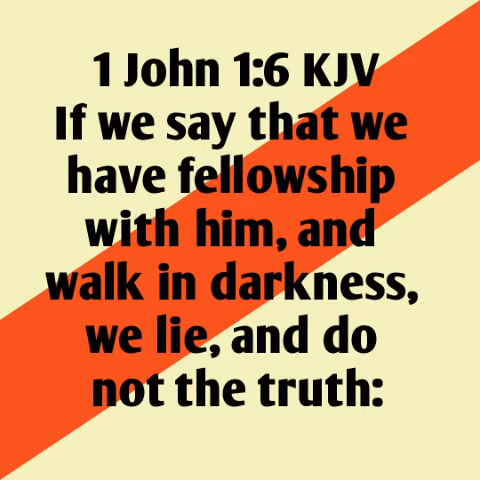 1 John 1:6 KJV
If we say that we
have fellowship
with him, and
walk in darkness,
we lie, and do
not the truth: